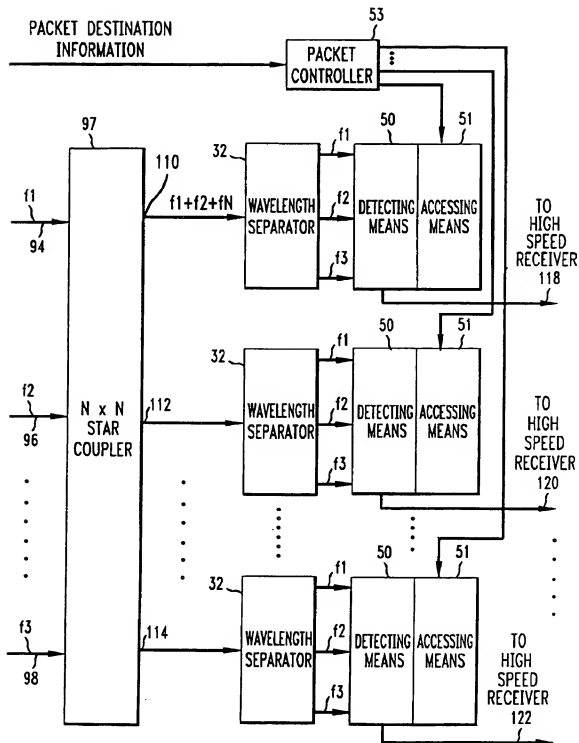 PACKET DESTINATION
INFORMATION
53
PACKET
CONTROLLER
97
110
32
f1
50
51
f1
94
f1+f2+fN
WAVELENGTH
SEPARATOR
f2
DETECTING
MEANS
ACCESSING
MEANS
f3
TO
HIGH
SPEED
RECEIVER
118
f2
96
N x N
STAR
COUPLER
112
32
f1
50
51
WAVELENGTH
SEPARATOR
f2
DETECTING
MEANS
ACCESSING
MEANS
f3
TO
HIGH
SPEED
RECEIVER
120
f3
98
114
32
f1
50
51
WAVELENGTH
SEPARATOR
f2
DETECTING
MEANS
ACCESSING
MEANS
f3
TO
HIGH
SPEED
RECEIVER
122